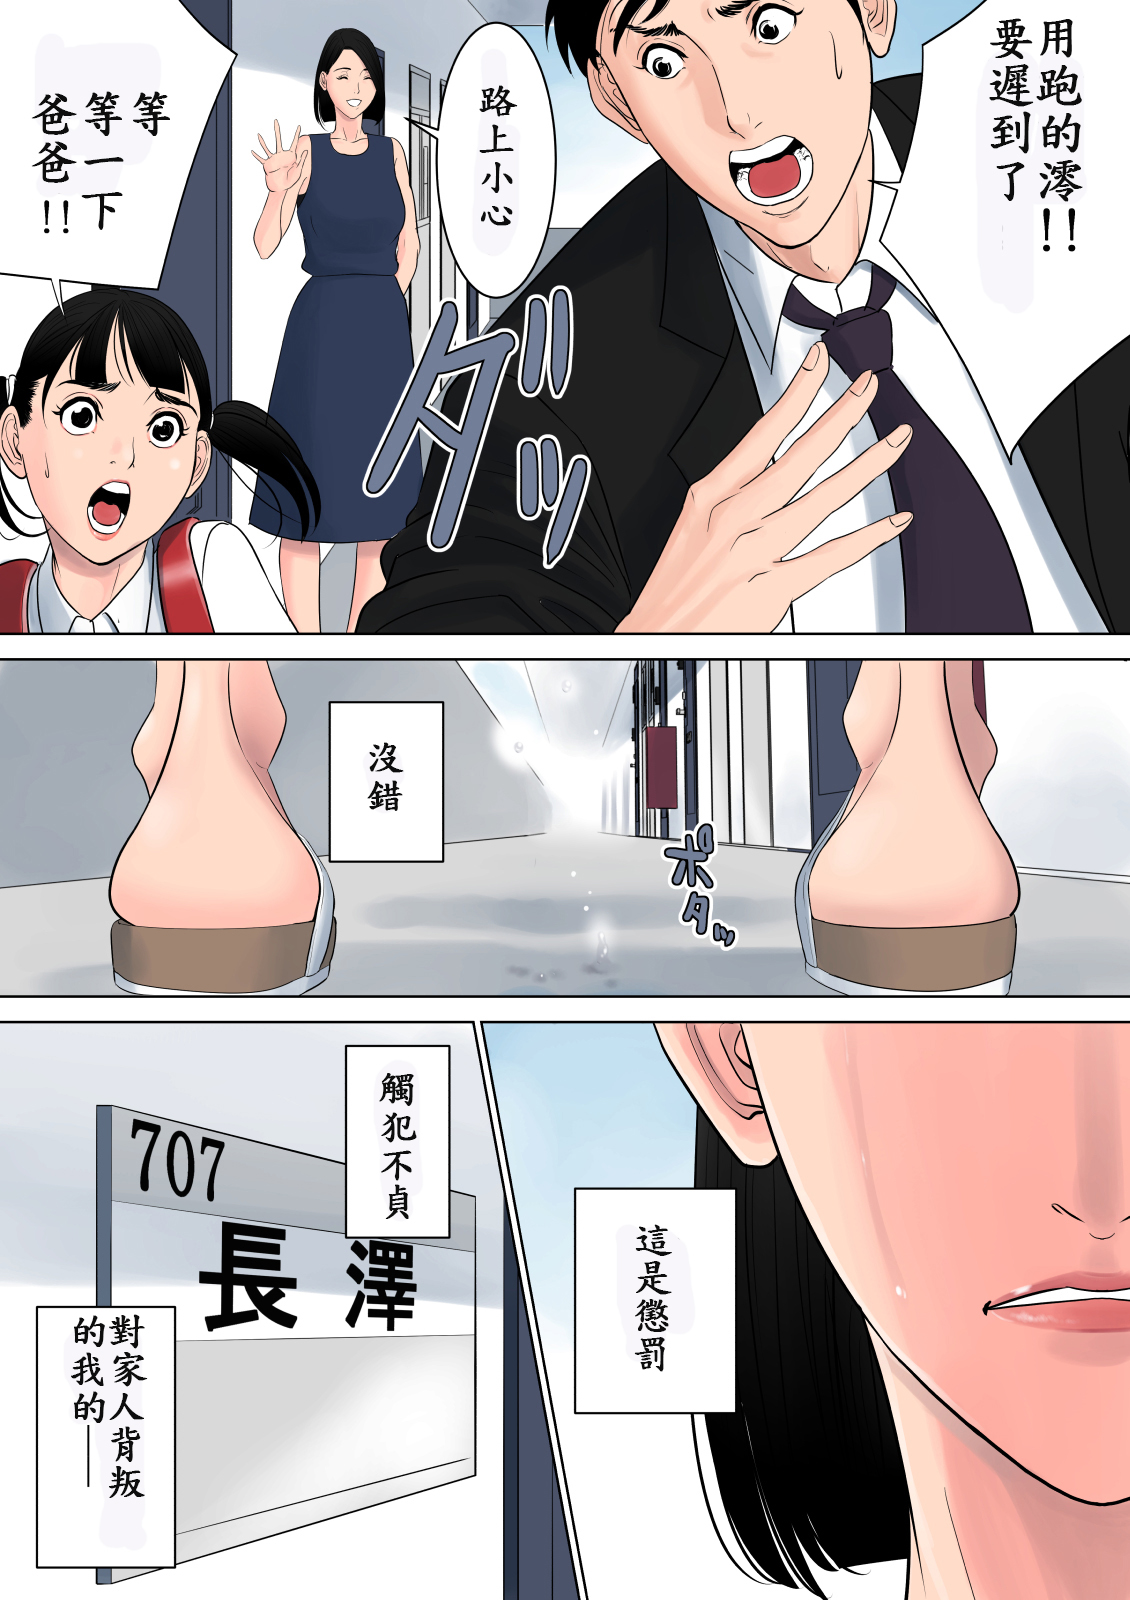 用跑的澪!!
要遲到了
路上小心
等
等一下
爸爸!!
ダダッ
沒錯
ポタッ
這是懲罰
觸犯不貞
707
長澤
對家人背叛
的我的——